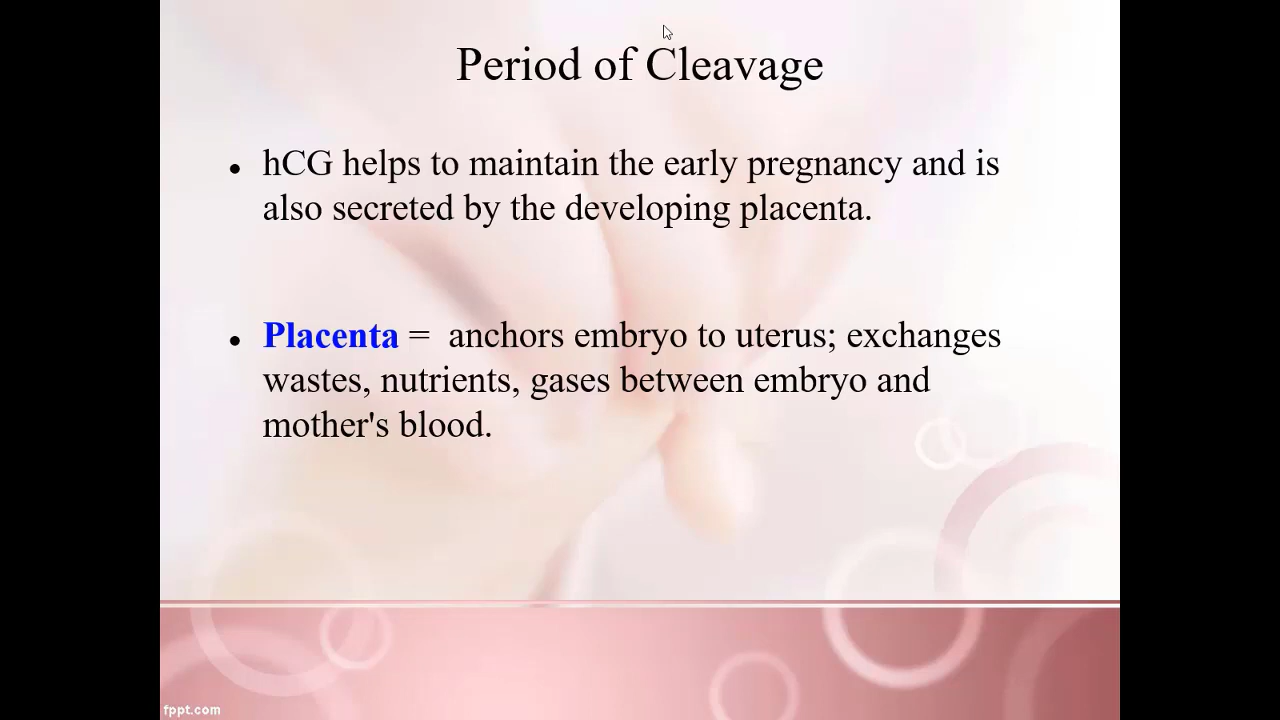 Period of Cleavage
• hCG helps to maintain the early pregnancy and is
also secreted by the developing placenta.
• Placenta =  anchors embryo to uterus; exchanges
wastes, nutrients, gases between embryo and
mother's blood.
fppt.com